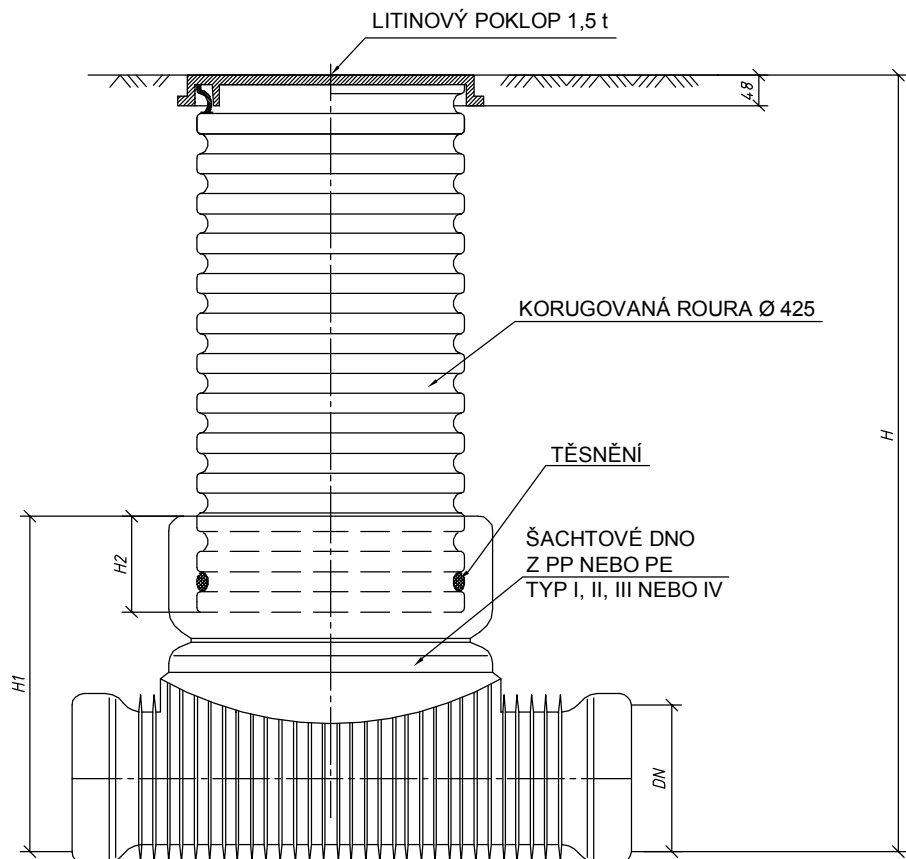 LITINOVÝ POKLOP 1,5 t
48
KORUGOVANÁ ROURA Ø 425
H
TĚSNĚNÍ
ŠACHTOVÉ DNO
Z PP NEBO PE
TYP I, II, III NEBO IV
H2
H1
DN